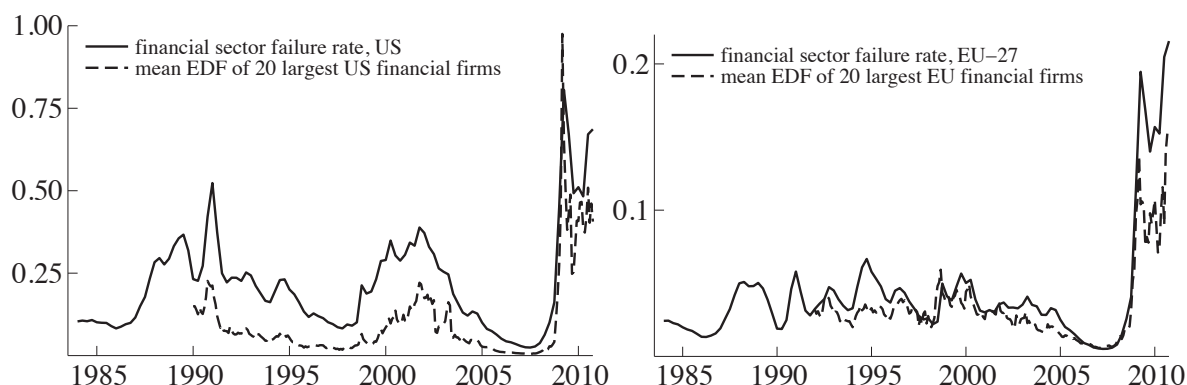 1.00
financial sector failure rate, US
mean EDF of 20 largest US financial firms
0.75
0.50
0.25
1985 1990 1995 2000 2005 2010
0.2
financial sector failure rate, EU–27
mean EDF of 20 largest EU financial firms
0.1
1985 1990 1995 2000 2005 2010